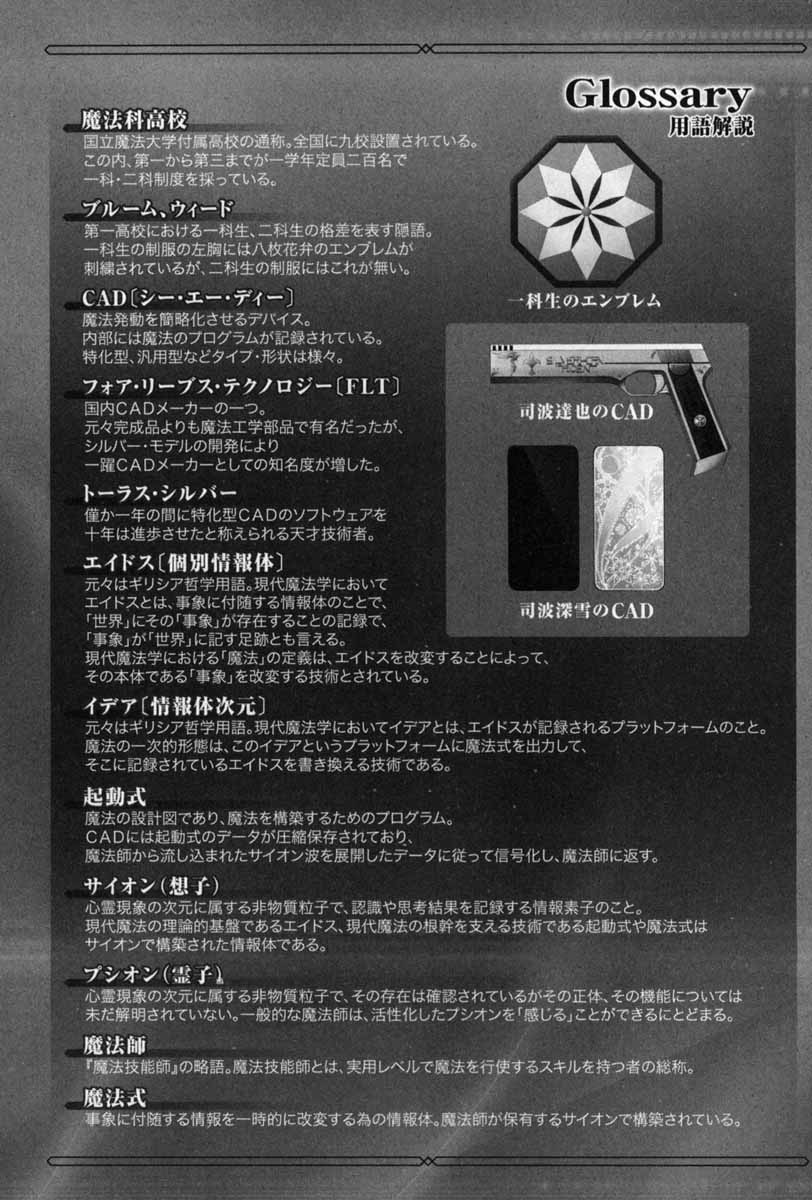 Glossary
用語解説
魔法科高校
国立魔法大学付属高校の通称。全国に九校設置されている。
この内、第一から第三までが一学年定員二百名で
一科・二科制度を採っている。
ブルーム、ウィード
第一高校における一科生、二科生の格差を表す隠語。
一科生の制服の左胸には八枚花弁のエンブレムが
刺繍されているが、二科生の制服にはこれが無い。
一科生のエンブレム
CAD〔シー・エー・ディー〕
魔法発動を簡略化させるデバイス。
内部には魔法のプログラムが記録されている。
特化型、汎用型などタイプ・形状は様々。
フォア・リーブス・テクノロジー〔FLT〕
国内CADメーカーの一つ。
元々完成品よりも魔法工学部品で有名だったが、
シルバー・モデルの開発により
一躍CADメーカーとしての知名度が増した。
司波達也のCAD
トーラス・シルバー
僅か一年の間に特化型CADのソフトウェアを
十年は進歩させたと称えられる天才技術者。
司波深雪のCAD
エイドス〔個別情報体〕
元々はギリシア哲学用語。現代魔法学において
エイドスとは、事象に付随する情報体のことで、
「世界」にその「事象」が存在することの記録で、
「事象」が「世界」に記す足跡とも言える。
現代魔法学における「魔法」の定義は、エイドスを改変することによって、
その本体である「事象」を改変する技術とされている。
イデア〔情報体次元〕
元々はギリシア哲学用語。現代魔法学においてイデアとは、エイドスが記録されるプラットフォームのこと。
魔法の一次的形態は、このイデアというプラットフォームに魔法式を出力して、
そこに記録されているエイドスを書き換える技術である。
起動式
魔法の設計図であり、魔法を構築するためのプログラム。
CADには起動式のデータが圧縮保存されており、
魔法師から流し込まれたサイオン波を展開したデータに従って信号化し、魔法師に返す。
サイオン(想子)
心霊現象の次元に属する非物質粒子で、認識や思考結果を記録する情報素子のこと。
現代魔法の理論的基盤であるエイドス、現代魔法の根幹を支える技術である起動式や魔法式は
サイオンで構築された情報体である。
プシオン(霊子)
心霊現象の次元に属する非物質粒子で、その存在は確認されているがその正体、その機能については
未だ解明されていない。一般的な魔法師は、活性化したプシオンを「感じる」ことができるにとどまる。
魔法師
『魔法技能師』の略語。魔法技能師とは、実用レベルで魔法を行使するスキルを持つ者の総称。
魔法式
事象に付随する情報を一時的に改変する為の情報体。魔法師が保有するサイオンで構築されている。